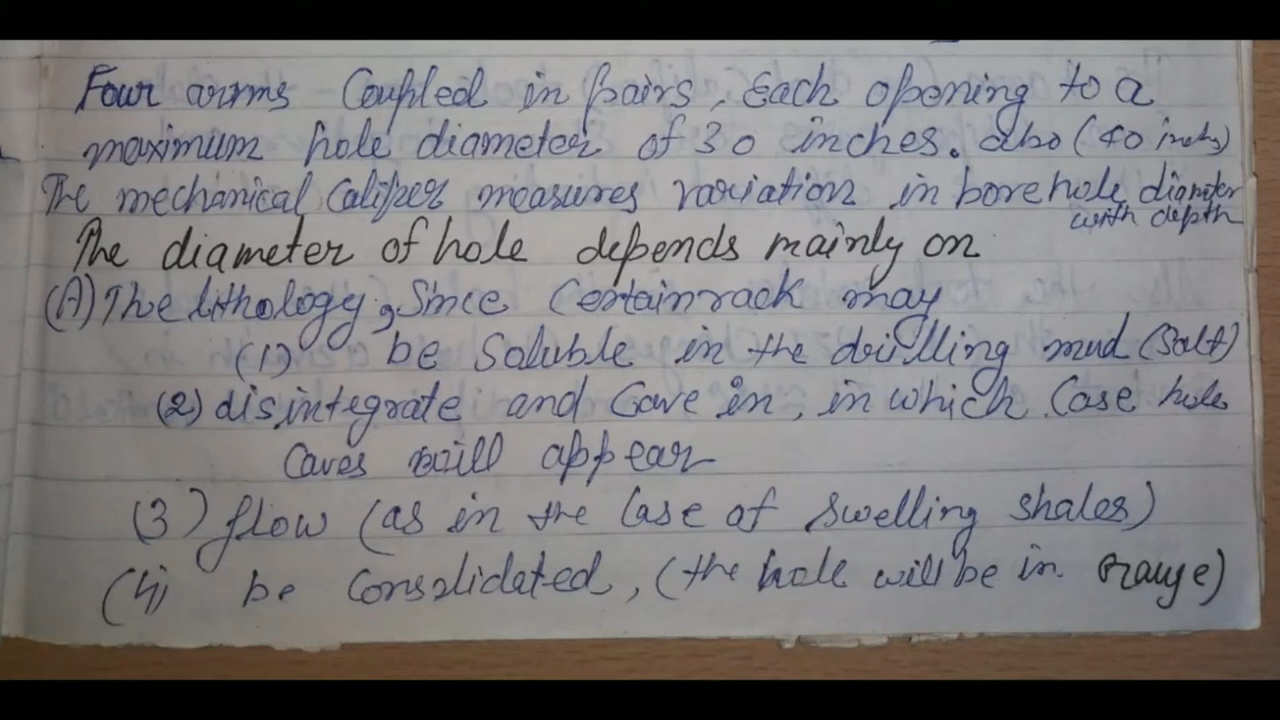 Four arms Coupled in pairs, Each opening to a
maximum hole diameter of 30 inches. also (40 inches)
The mechanical Caliper measures variation in bore hole diameter
with depth
The diameter of hole depends mainly on
(A) The lithology, Since Certain rack may
(1) be Soluble in the drilling mud (Salt)
(2) disintegrate and Cave in, in which Case hole
Caves will appear
(3) flow (as in the Case of Swelling shales)
(4) be Consolidated, (the hole will be in